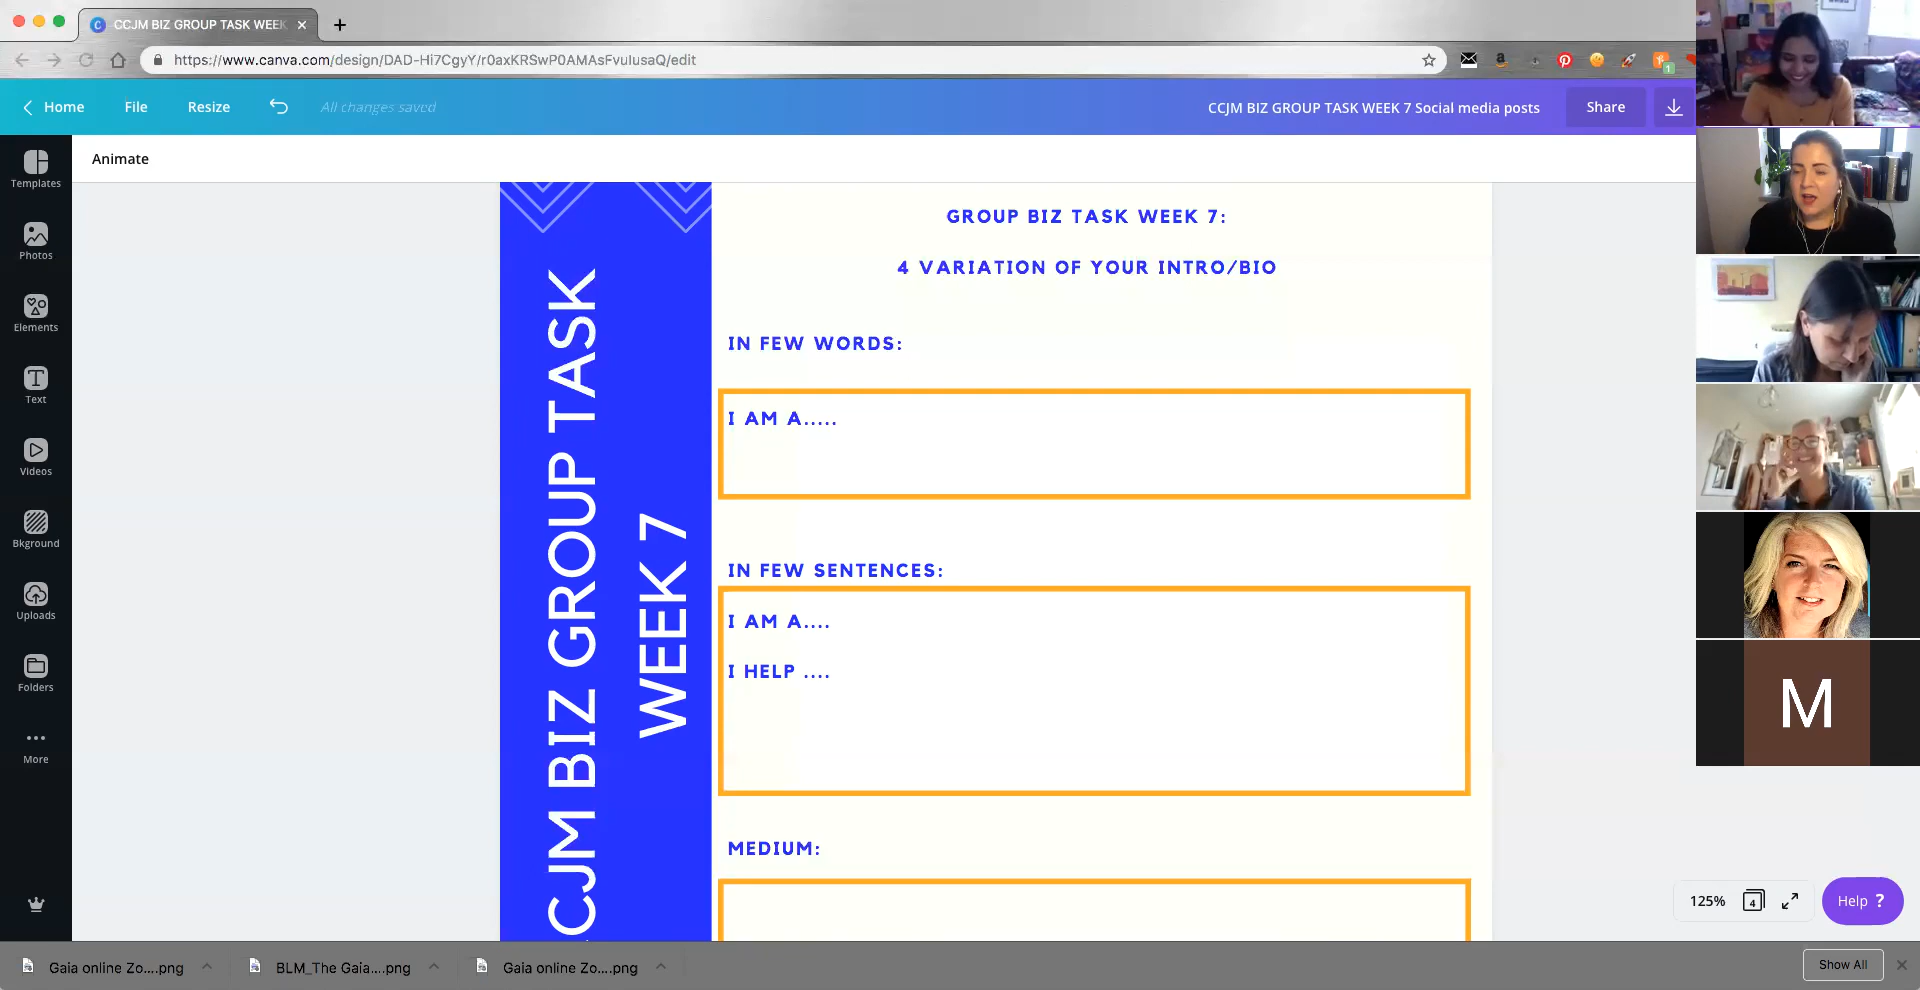 CCJM BIZ GROUP TASK WEEK
https://www.canva.com/design/DAD-Hi7CgyY/r0axKRSwP0AMAsFvulusaQ/edit
1
Home
File
Resize
All changes saved
CCJM BIZ GROUP TASK WEEK 7 Social media posts
Share
Animate
Templates
Photos
Elements
Text
Videos
Bkground
Uploads
Folders
More
CJM BIZ GROUP TASK
WEEK 7
GROUP BIZ TASK WEEK 7:
4 VARIATION OF YOUR INTRO/BIO
IN FEW WORDS:
I AM A.....
IN FEW SENTENCES:
I AM A....
I HELP ....
MEDIUM:
M
125%
4
Help ?
Gaia online Zo....png
BLM_The Gaia....png
Gaia online Zo....png
Show All